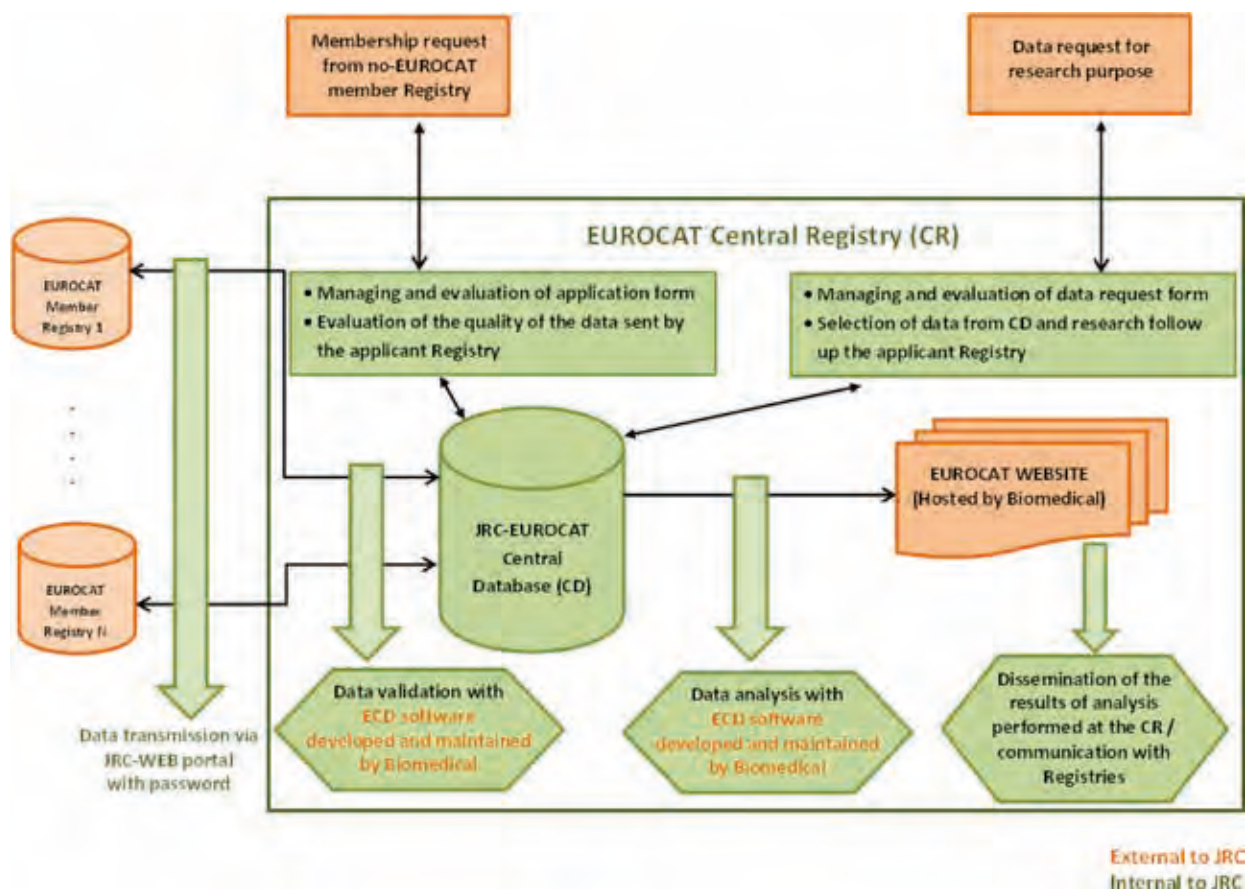 Membership request
from no-EUROCAT
member Registry
Data request for
research purpose
EUROCAT Central Registry (CR)
EUROCAT
Member
Registry 1
• Managing and evaluation of application form
• Evaluation of the quality of the data sent by
the applicant Registry
• Managing and evaluation of data request form
• Selection of data from CD and research follow
up the applicant Registry
JRC-EUROCAT
Central
Database (CD)
EUROCAT WEBSITE
(Hosted by Biomedical)
EUROCAT
Member
Registry N
Data transmission via
JRC-WEB portal
with password
Data validation with
ECD software
developed and maintained
by Biomedical
Data analysis with
ECD software
developed and maintained
by Biomedical
Dissemination of the
results of analysis
performed at the CR /
communication with
Registries
External to JRC
Internal to JRC